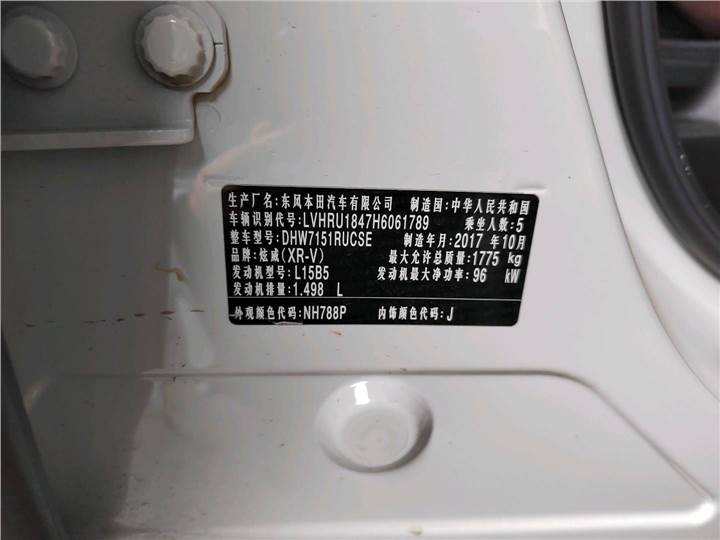 生产厂名:东风本田汽车有限公司 制造国:中华人民共和国
车辆识别代号:LVHRU1847H6061789 乘坐人数:5
整车型号:DHW7151RUCSE 制造年月:2017 年10月
品牌:炫威(XR-V) 最大允许总质量:1775 kg
发动机型号:L15B5 发动机最大净功率:96 kW
发动机排量:1.498 L
外观颜色代码:NH788P 内饰颜色代码:J